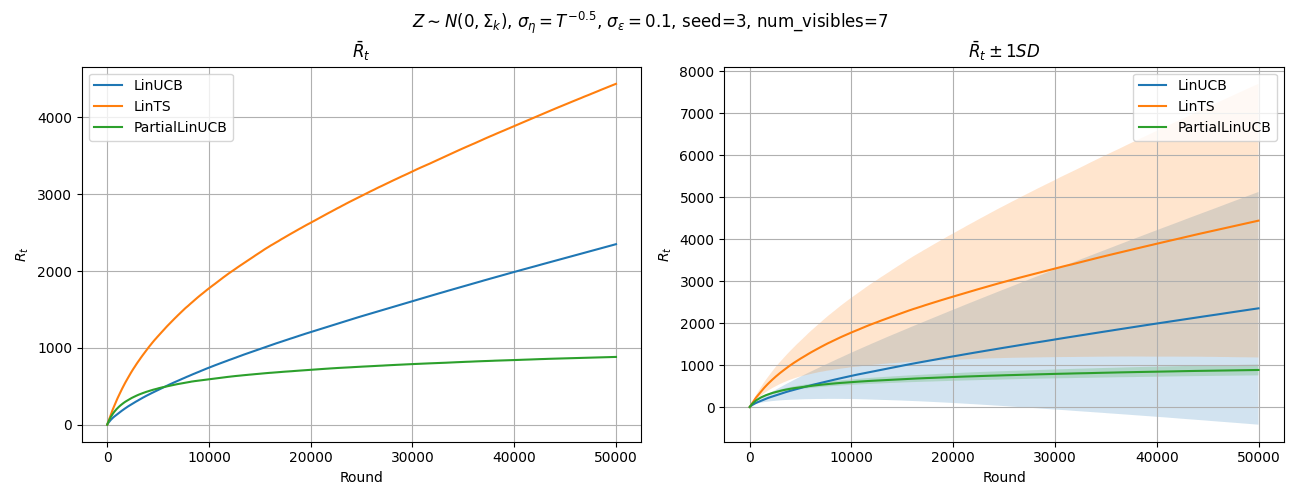 Z ∼ N(0, Σ_k), σ_η = T^{−0.5}, σ_ε = 0.1, seed=3, num_visibles=7
R̄_t
LinUCB
LinTS
PartialLinUCB
R_t
4000
3000
2000
1000
0
0 10000 20000 30000 40000 50000
Round
R̄_t ± 1SD
LinUCB
LinTS
PartialLinUCB
R_t
8000
7000
6000
5000
4000
3000
2000
1000
0
0 10000 20000 30000 40000 50000
Round